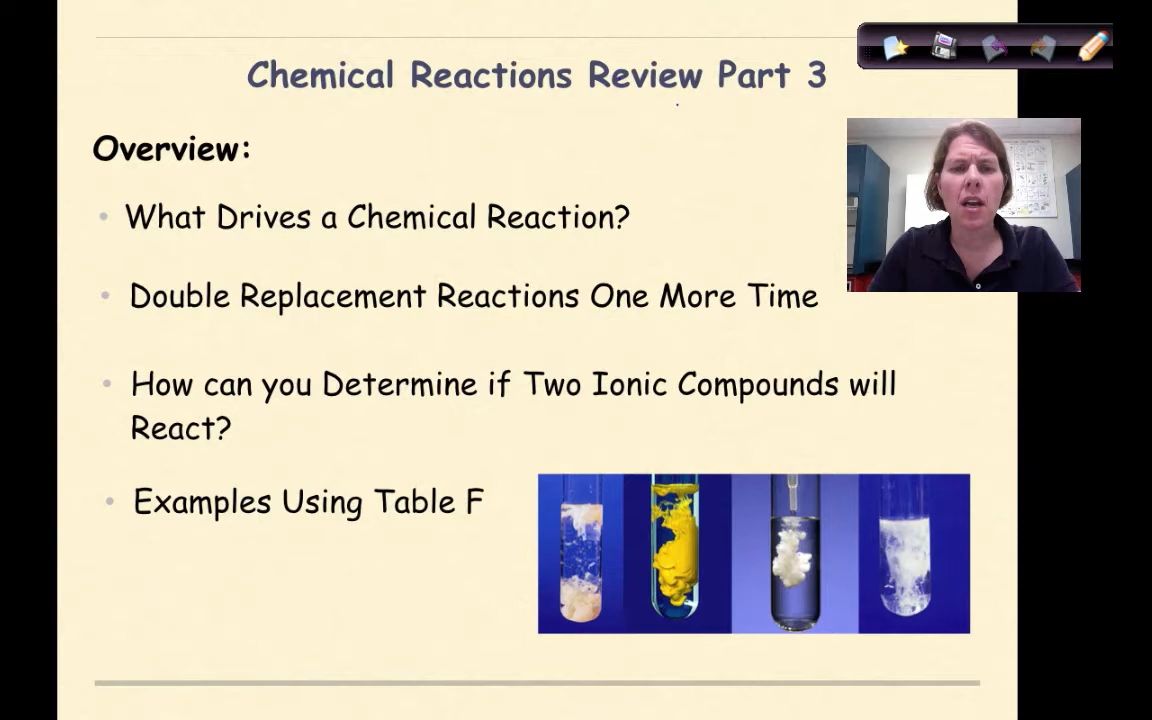 Chemical Reactions Review Part 3
Overview:
• What Drives a Chemical Reaction?
• Double Replacement Reactions One More Time
• How can you Determine if Two Ionic Compounds will
React?
• Examples Using Table F